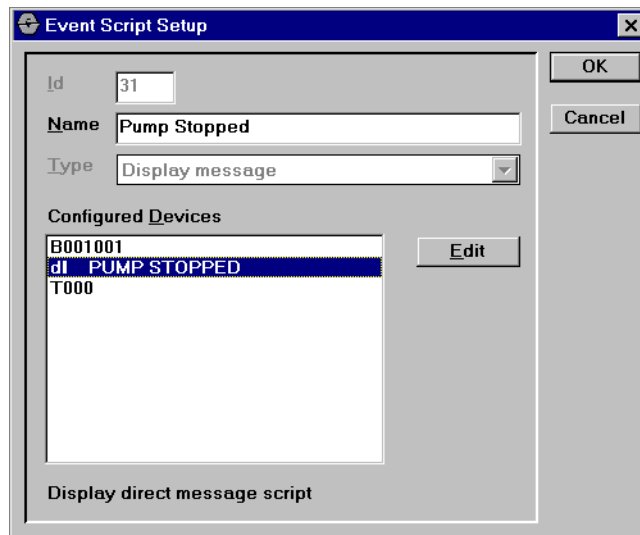 Event Script Setup
Id 31
OK
Name Pump Stopped
Cancel
Type Display message
Configured Devices
B001001
Edit
dI PUMP STOPPED
T000
Display direct message script